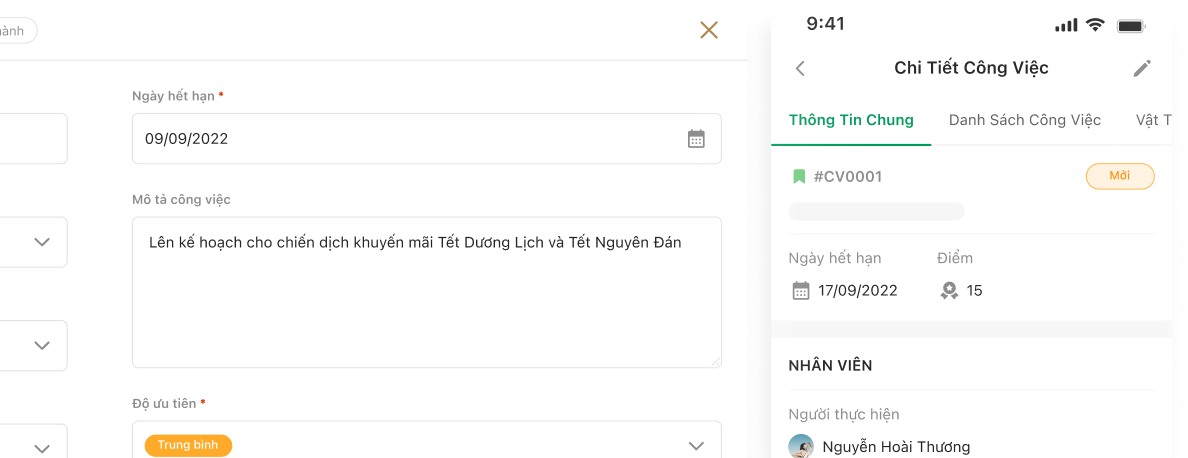 Ngày hết hạn *
09/09/2022
Mô tả công việc
Lên kế hoạch cho chiến dịch khuyến mãi Tết Dương Lịch và Tết Nguyên Đán
Độ ưu tiên *
Trung bình
9:41
Chi Tiết Công Việc
Thông Tin Chung Danh Sách Công Việc Vật
#CV0001
Mới
Ngày hết hạn Điểm
17/09/2022 15
NHÂN VIÊN
Người thực hiện
Nguyễn Hoài Thương